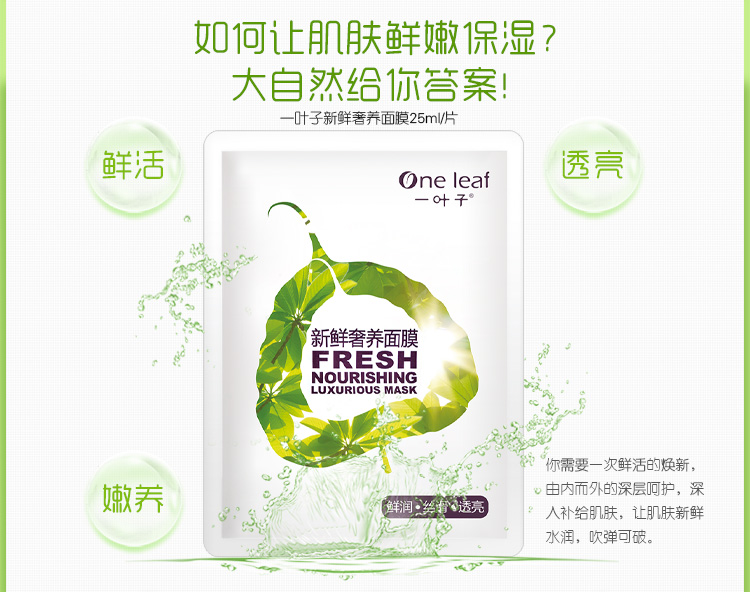 如何让肌肤鲜嫩保湿?
大自然给你答案!
一叶子新鲜奢养面膜25ml/片
鲜活
透亮
One leaf
一叶子®
新鲜奢养面膜
FRESH
NOURISHING
LUXURIOUS MASK
嫩养
鲜润•丝滑•透亮
你需要一次鲜活的焕新,
由内而外的深层呵护,深
入补给肌肤,让肌肤新鲜
水润,吹弹可破。